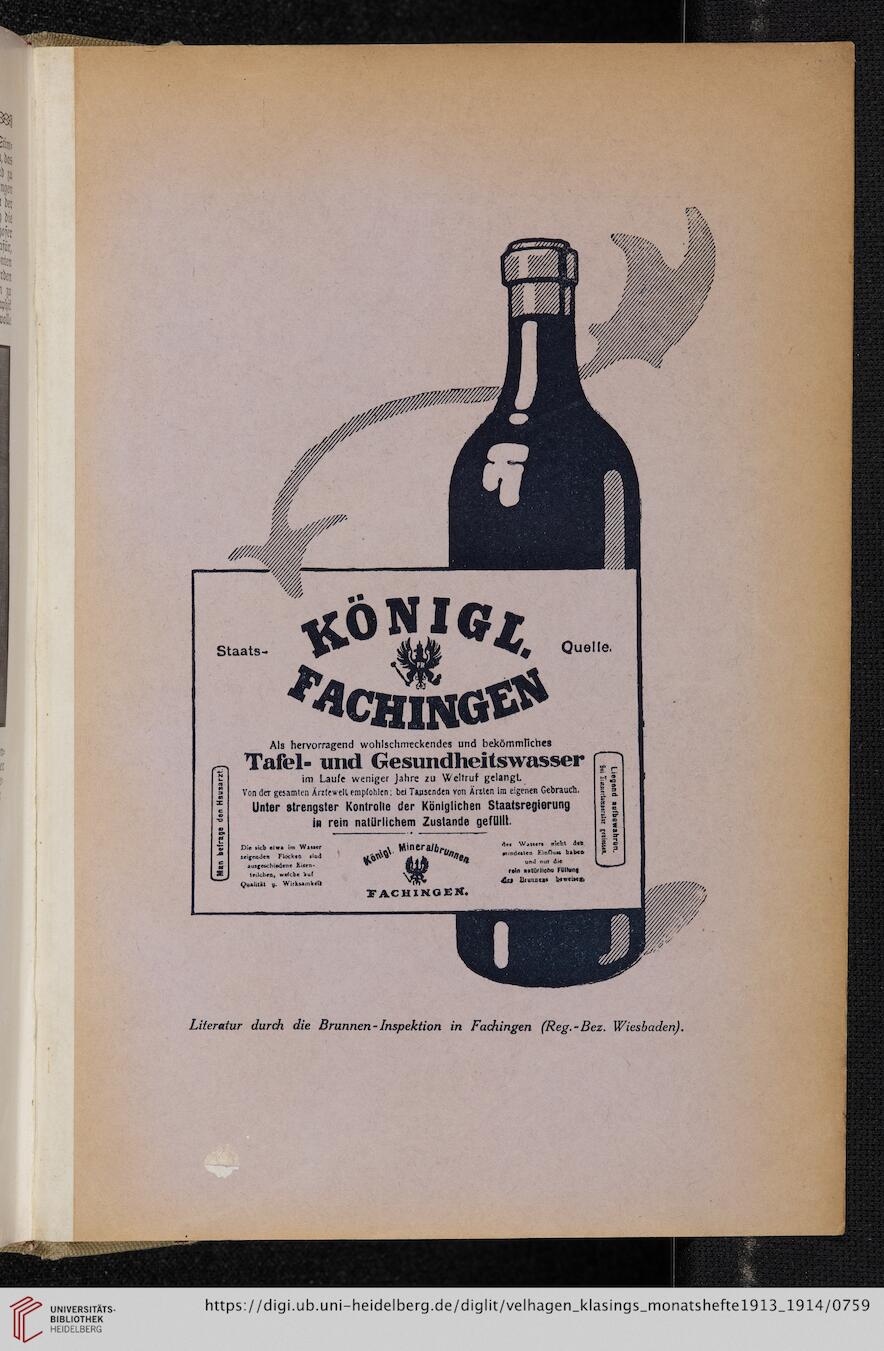 Staats-
KÖNIGL.
FACHINGEN
Quelle.
Als hervorragend wohlschmeckendes und bekömmliches
Tafel- und Gesundheitswasser
im Laufe weniger Jahre zu Weltruf gelangt.
Von der gesamten Ärztewelt empfohlen; bei Tausenden von Ärzten im eigenen Gebrauch.
Unter strengster Kontrolle der Königlichen Staatsregierung
in rein natürlichem Zustande gefüllt.
Man befrage den Hausarzt
Die sich etwa im Wasser
zeigenden Flocken sind
ausgeschiedene Eisen-
teilchen, welche auf
Qualität u. Wirksamkeit
Königl. Mineralbrunnen
FACHINGEN.
des Wassers nicht den
mindesten Einfluss haben
und nur die
rein natürliche Füllung
des Brunnens beweisen.
Liegend aufbewahren.
Literatur durch die Brunnen-Inspektion in Fachingen (Reg.-Bez. Wiesbaden).
UNIVERSITÄTS-
BIBLIOTHEK
HEIDELBERG
https://digi.ub.uni-heidelberg.de/diglit/velhagen_klasings_monatshefte1913_1914/0759